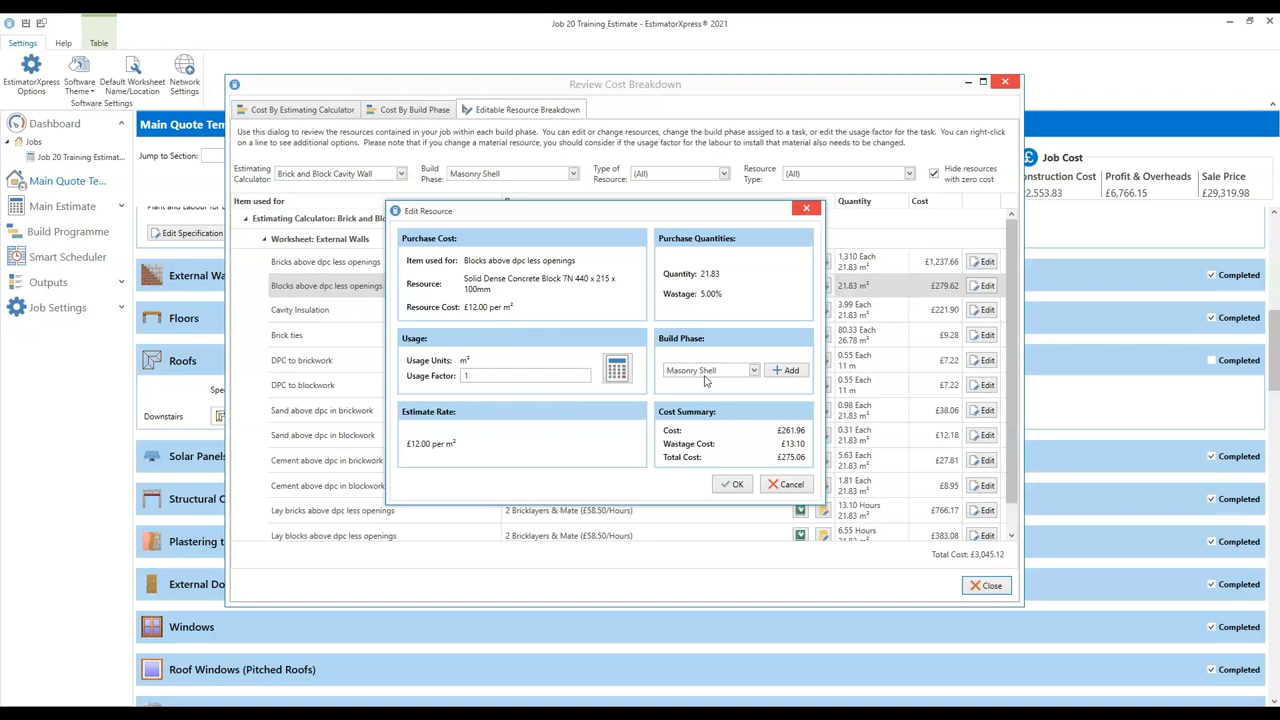 Job 20 Training Estimate - EstimatorXpress® 2021
Settings Help Table
EstimatorXpress Options
Software Theme
Default Worksheet Name/Location
Network Settings
Software Settings
Dashboard
Jobs
Job 20 Training Estimat...
Main Quote Te...
Main Estimate
Build Programme
Smart Scheduler
Outputs
Job Settings
Main Quote Tem
Jump to Section:
Edit Specification
External Wa
Floors
Roofs
Spe
Downstairs
Solar Panels
Structural C
Plastering t
External Do
Windows
Roof Windows (Pitched Roofs)
Job Cost
onstruction Cost Profit & Overheads Sale Price
2,553.83 £6,766.15 £29,319.98
Completed
Completed
Completed
Completed
Completed
Completed
Completed
Completed
Completed
Review Cost Breakdown
Cost By Estimating Calculator Cost By Build Phase Editable Resource Breakdown
Use this dialog to review the resources contained in your job within each build phase. You can edit or change resources, change the build phase assigned to a task, or edit the usage factor for the task. You can right-
click on a line to see additional options. Please note that if you change a material resource, you should consider if the usage factor for the labour to install that material also needs to be changed.
Estimating Calculator: Brick and Block Cavity Wall
Build Phase: Masonry Shell
Type of Resource: (All)
Resource Type: (All)
Hide resources with zero cost
Item used for Quantity Cost
Estimating Calculator: Brick and Blo
Worksheet: External Walls
Bricks above dpc less openings 1,310 Each 21.83 m² £1,237.66 Edit
Blocks above dpc less openings 21.83 m² £279.62 Edit
Cavity Insulation 3.99 Each 21.83 m² £221.90 Edit
Brick ties 80.33 Each 26.78 m² £9.28 Edit
DPC to brickwork 0.55 Each 11 m £7.22 Edit
DPC to blockwork 0.55 Each 11 m £7.22 Edit
Sand above dpc in brickwork 0.98 Each 21.83 m² £38.06 Edit
Sand above dpc in blockwork 0.31 Each 21.83 m² £12.18 Edit
Cement above dpc in brickwork 5.63 Each 21.83 m² £27.81 Edit
Cement above dpc in blockwork 1.81 Each 21.83 m² £8.95 Edit
Lay bricks above dpc less openings 2 Bricklayers & Mate (£58.50/Hours) 13.10 Hours 21.83 m² £766.17 Edit
Lay blocks above dpc less openings 2 Bricklayers & Mate (£58.50/Hours) 6.55 Hours £383.08 Edit
Total Cost: £3,045.12
Close
Edit Resource
Purchase Cost:
Item used for: Blocks above dpc less openings
Resource: Solid Dense Concrete Block 7N 440 x 215 x
100mm
Resource Cost: £12.00 per m²
Purchase Quantities:
Quantity: 21.83
Wastage: 5.00%
Usage:
Usage Units: m²
Usage Factor: 1
Build Phase:
Masonry Shell Add
Estimate Rate:
£12.00 per m²
Cost Summary:
Cost: £261.96
Wastage Cost: £13.10
Total Cost: £275.06
OK Cancel